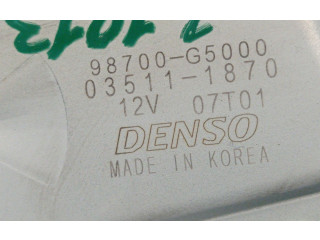 98700-G5000
03511-1870
12V 07T01
DENSO
MADE IN KOREA